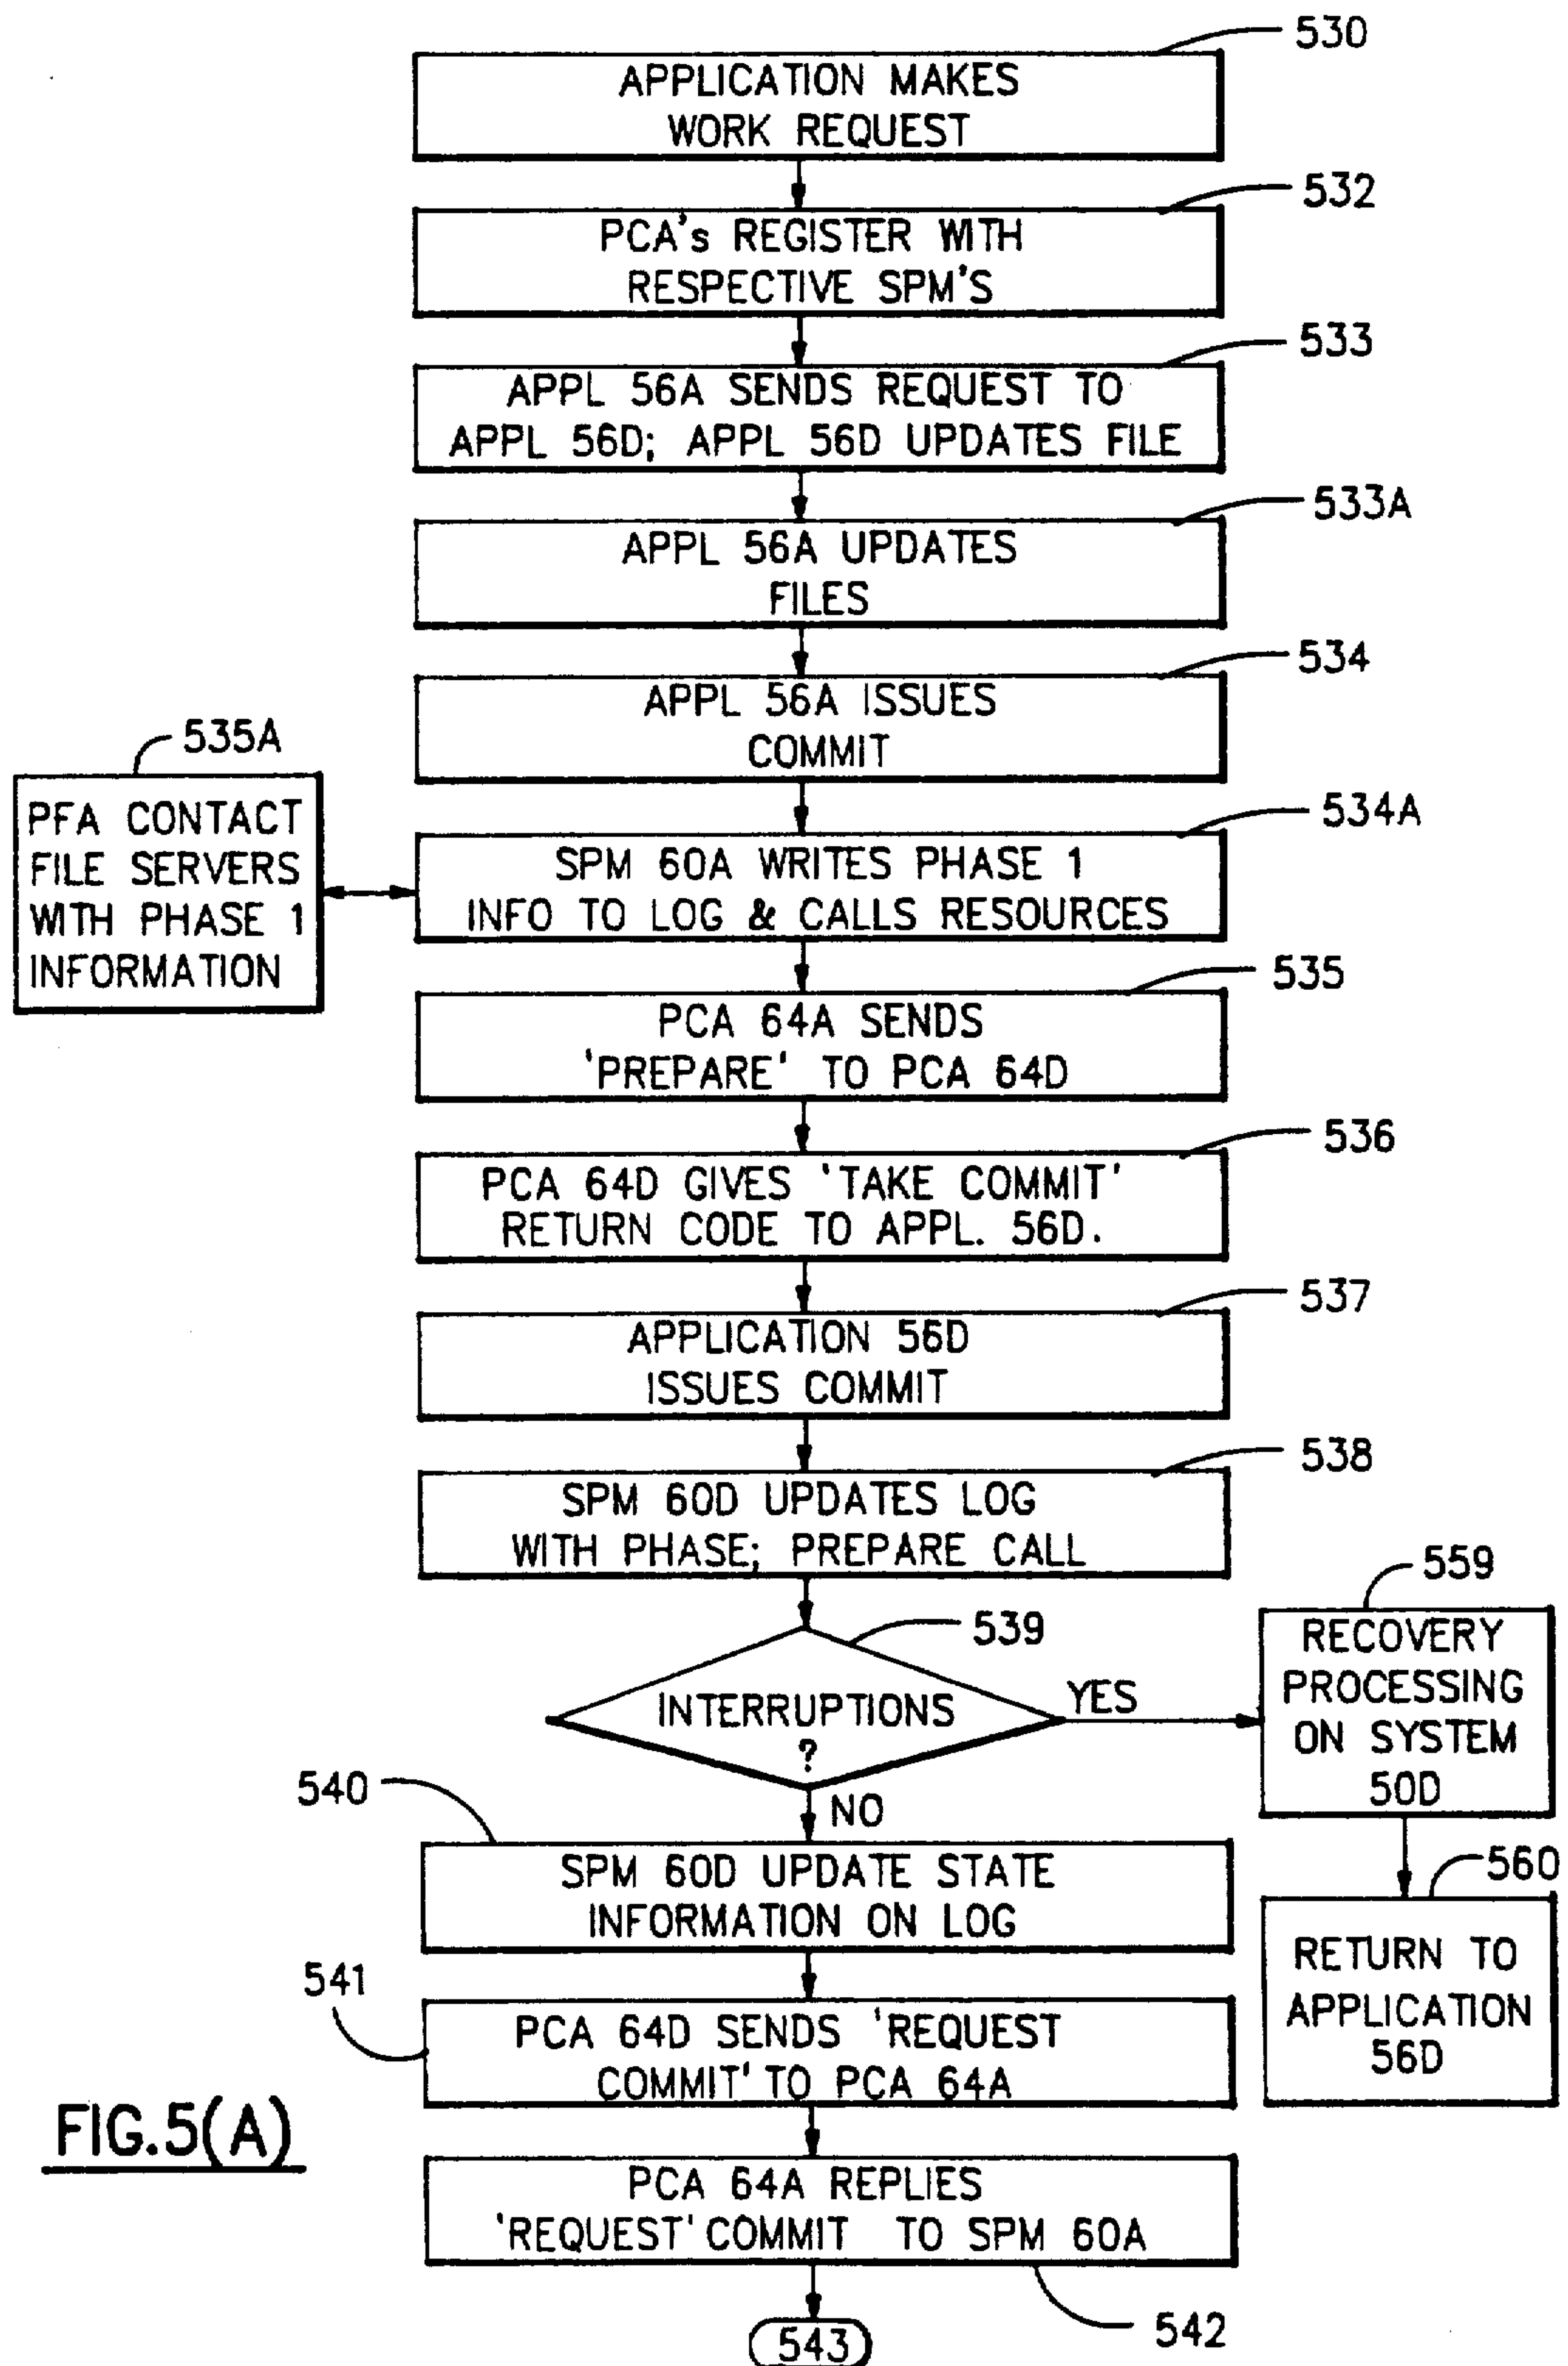 530
APPLICATION MAKES
WORK REQUEST
532
PCA's REGISTER WITH
RESPECTIVE SPM'S
533
APPL 56A SENDS REQUEST TO
APPL 56D; APPL 56D UPDATES FILE
533A
APPL 56A UPDATES
FILES
534
APPL 56A ISSUES
COMMIT
535A
PFA CONTACT
FILE SERVERS
WITH PHASE 1
INFORMATION
534A
SPM 60A WRITES PHASE 1
INFO TO LOG & CALLS RESOURCES
535
PCA 64A SENDS
'PREPARE' TO PCA 64D
536
PCA 64D GIVES 'TAKE COMMIT'
RETURN CODE TO APPL. 56D.
537
APPLICATION 56D
ISSUES COMMIT
538
SPM 60D UPDATES LOG
WITH PHASE; PREPARE CALL
539
INTERRUPTIONS
?
YES
NO
559
RECOVERY
PROCESSING
ON SYSTEM
50D
540
SPM 60D UPDATE STATE
INFORMATION ON LOG
560
RETURN TO
APPLICATION
56D
541
PCA 64D SENDS 'REQUEST
COMMIT' TO PCA 64A
FIG.5(A)
PCA 64A REPLIES
'REQUEST' COMMIT TO SPM 60A
542
543